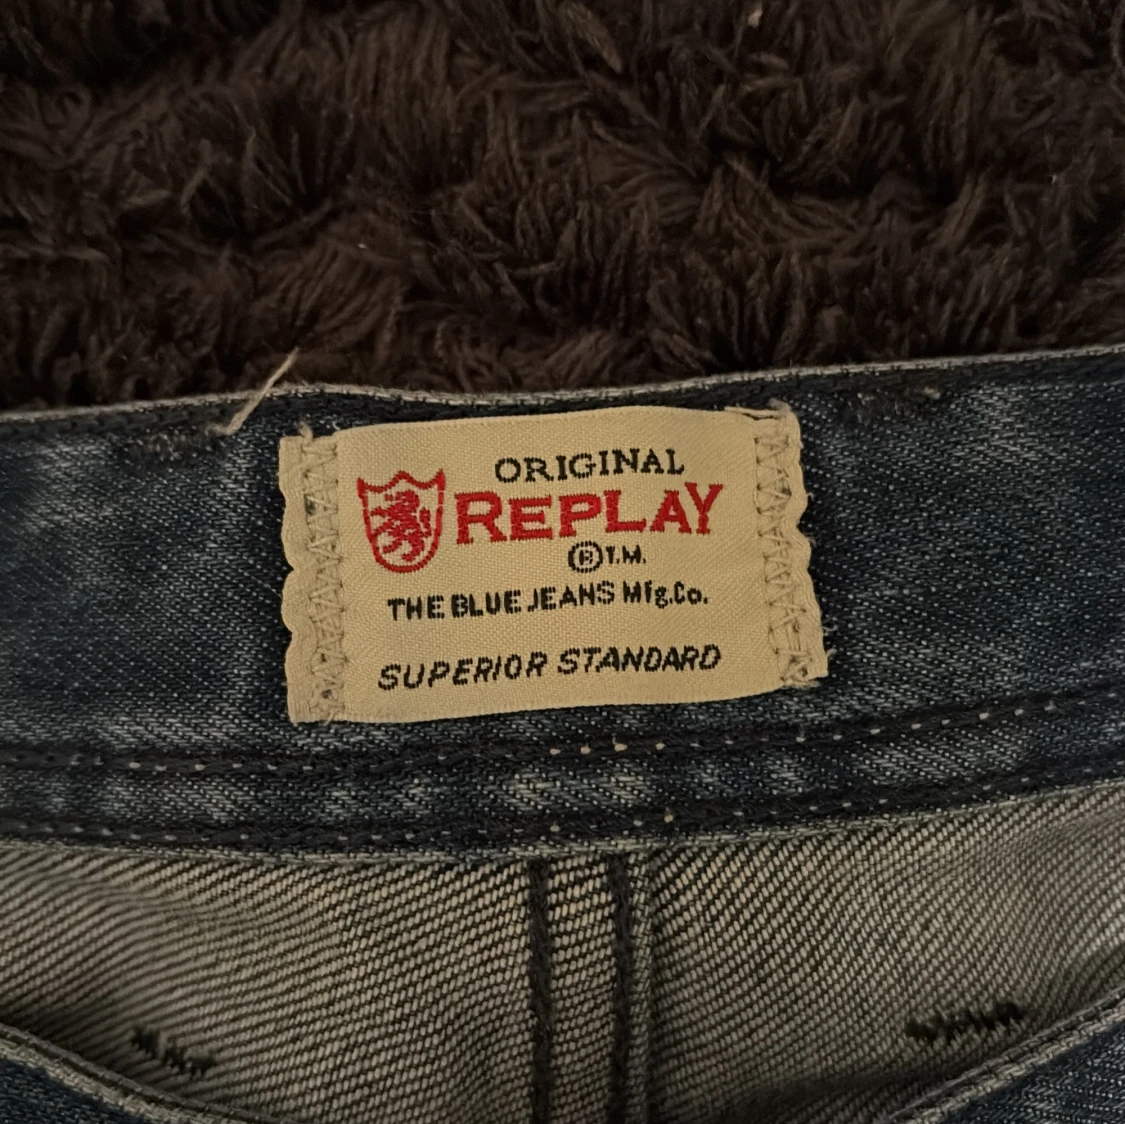 ORIGINAL
REPLAY
® T.M.
THE BLUE JEANS Mfg.Co.
SUPERIOR STANDARD